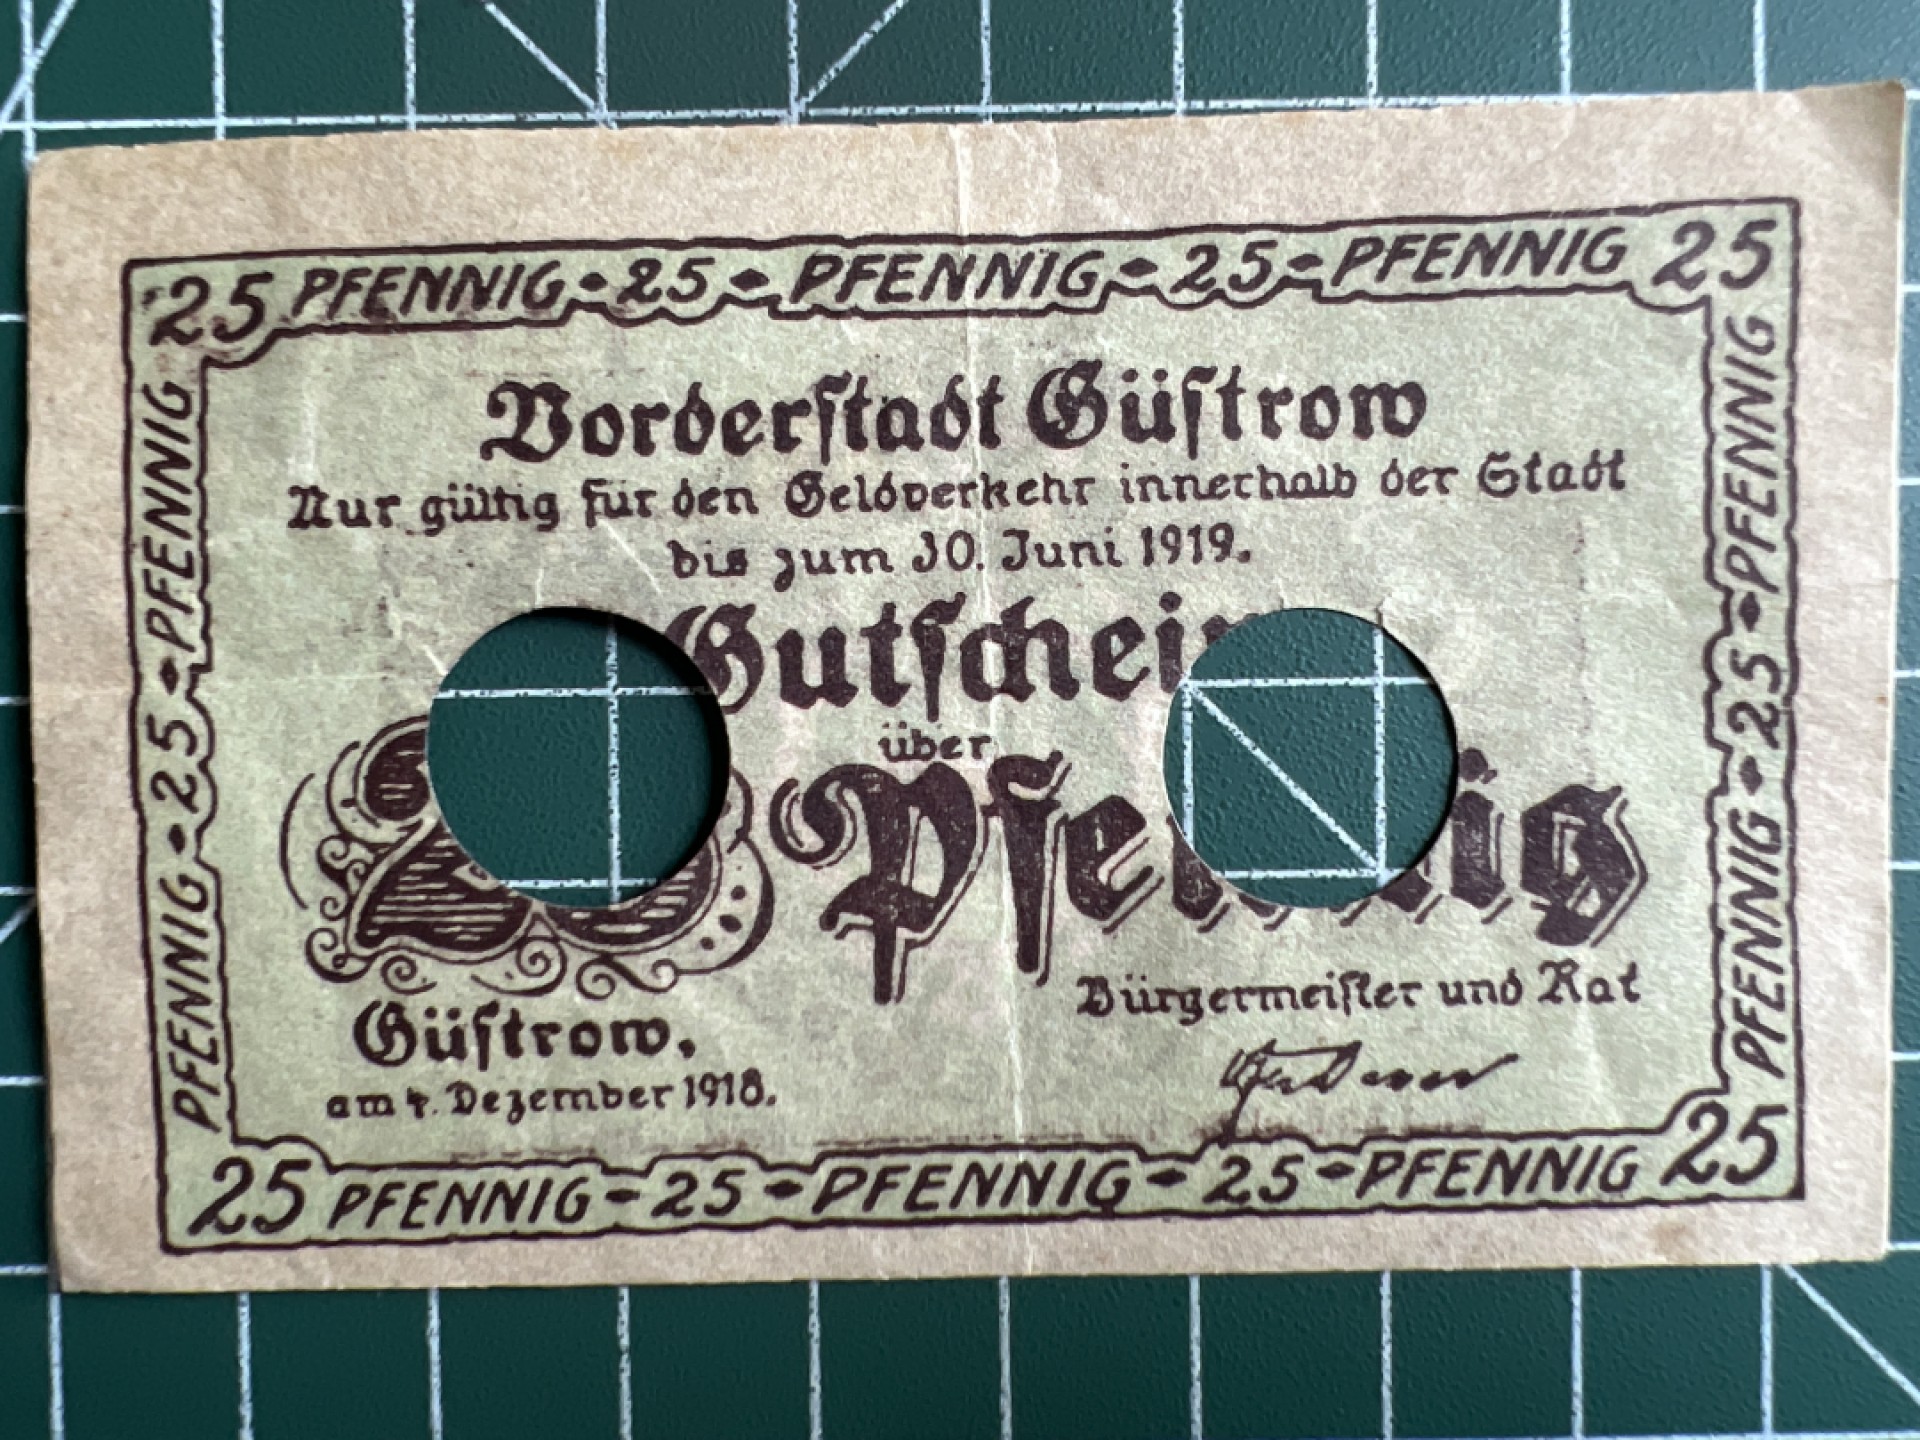 25 PFENNIG • 25 • PFENNIG • 25 • PFENNIG 25
PFENNIG • 25 • PFENNIG
Vorderstadt Güstrow
Nur gültig für den Geldverkehr innerhalb der Stadt
bis zum 30. Juni 1919.
Gutschein
über
25 Pfennig
Güstrow,
am 4. Dezember 1918.
Bürgermeister und Rat
PFENNIG • 25 • PFENNIG
25 PFENNIG • 25 • PFENNIG • 25 • PFENNIG 25